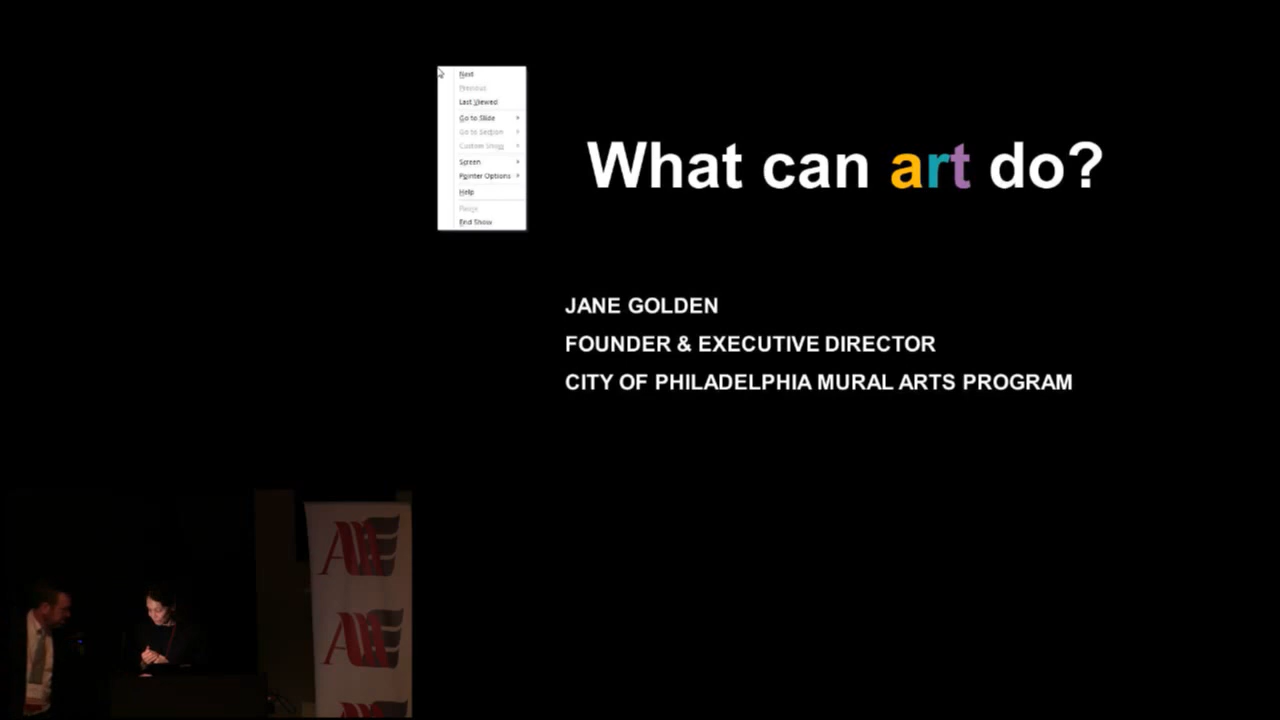 Next
Previous
Last Viewed
Go to Slide
Go to Section
Custom Show
Screen
Pointer Options
Help
Pause
End Show
What can art do?
JANE GOLDEN
FOUNDER & EXECUTIVE DIRECTOR
CITY OF PHILADELPHIA MURAL ARTS PROGRAM